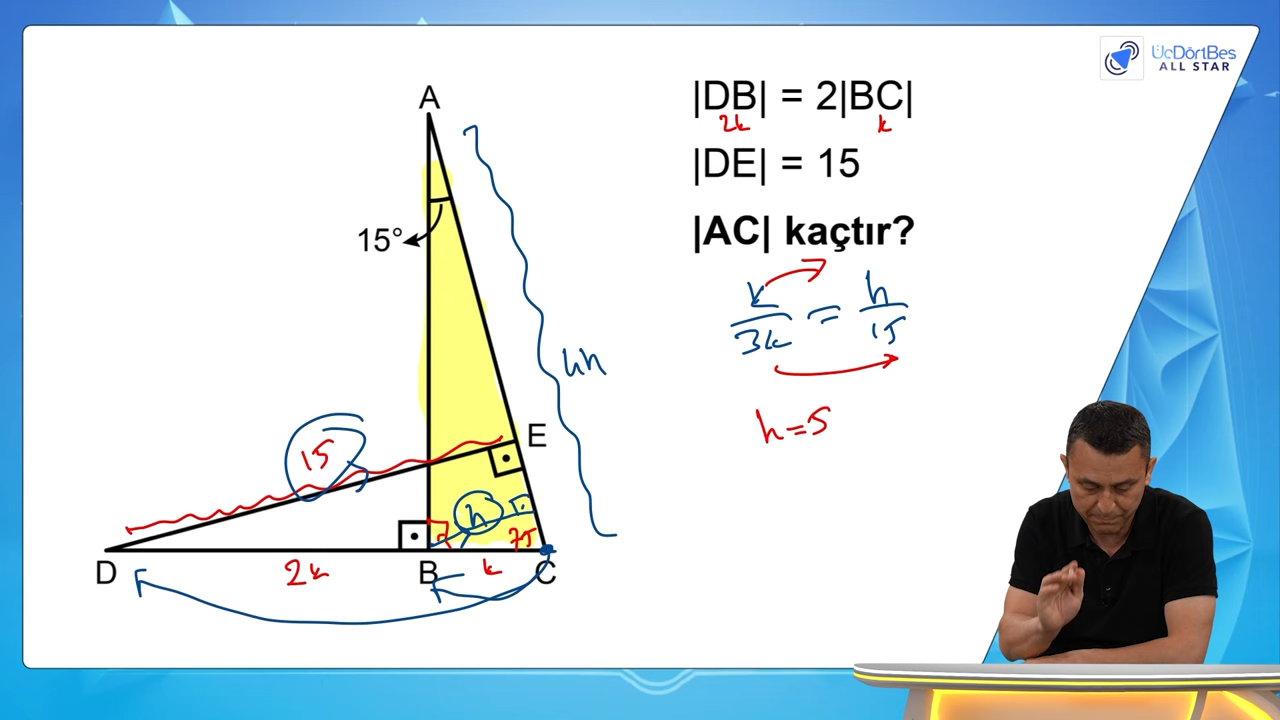 ÜçDörtBeş
ALL STAR
A
|DB| = 2|BC|
2k k
|DE| = 15
15°
|AC| kaçtır?
k/3k = h/15
4h
h=5
15
E
h
75
D 2k B k C